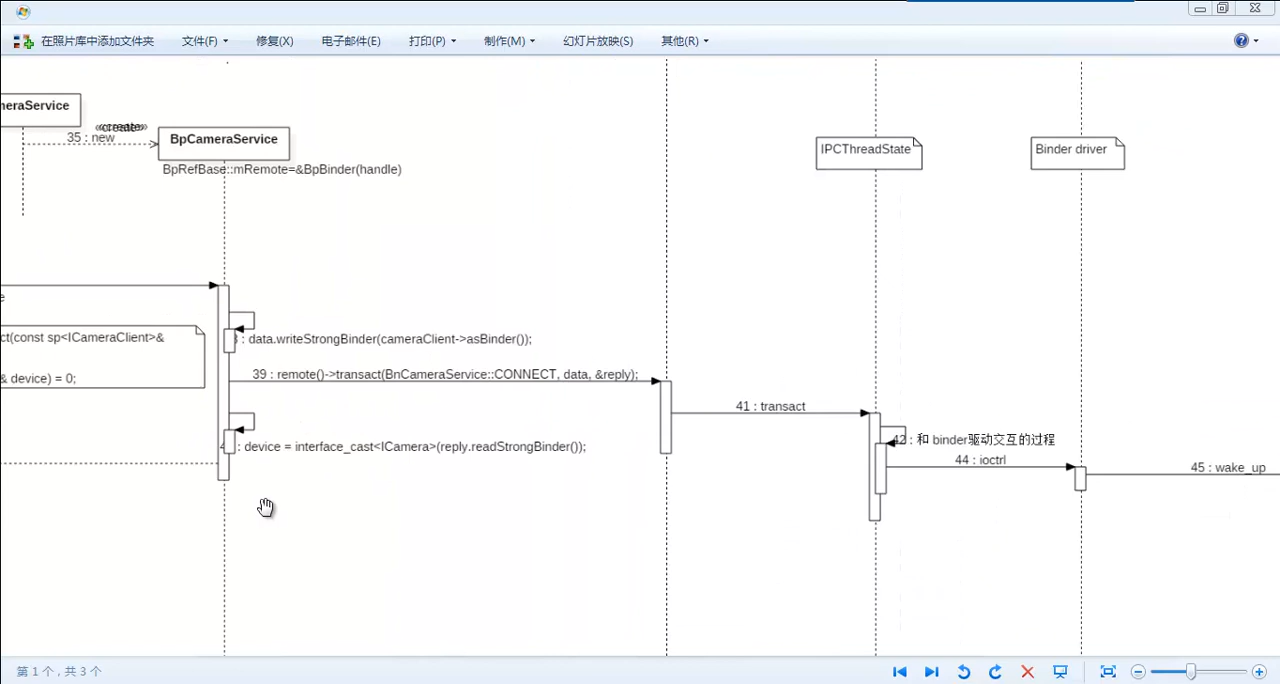 在照片库中添加文件夹 文件(F) 修复(X) 电子邮件(E) 打印(P) 制作(M) 幻灯片放映(S) 其他(R)
neraService
«create»
35 : new
BpCameraService
BpRefBase::mRemote=&BpBinder(handle)
IPCThreadState
Binder driver
e
ct(const sp<ICameraClient>&
& device) = 0;
: data.writeStrongBinder(cameraClient->asBinder());
39 : remote()->transact(BnCameraService::CONNECT, data, &reply);
41 : transact
42 : 和 binder驱动交互的过程
: device = interface_cast<ICamera>(reply.readStrongBinder());
44 : ioctrl
45 : wake_up
第 1 个，共 3 个